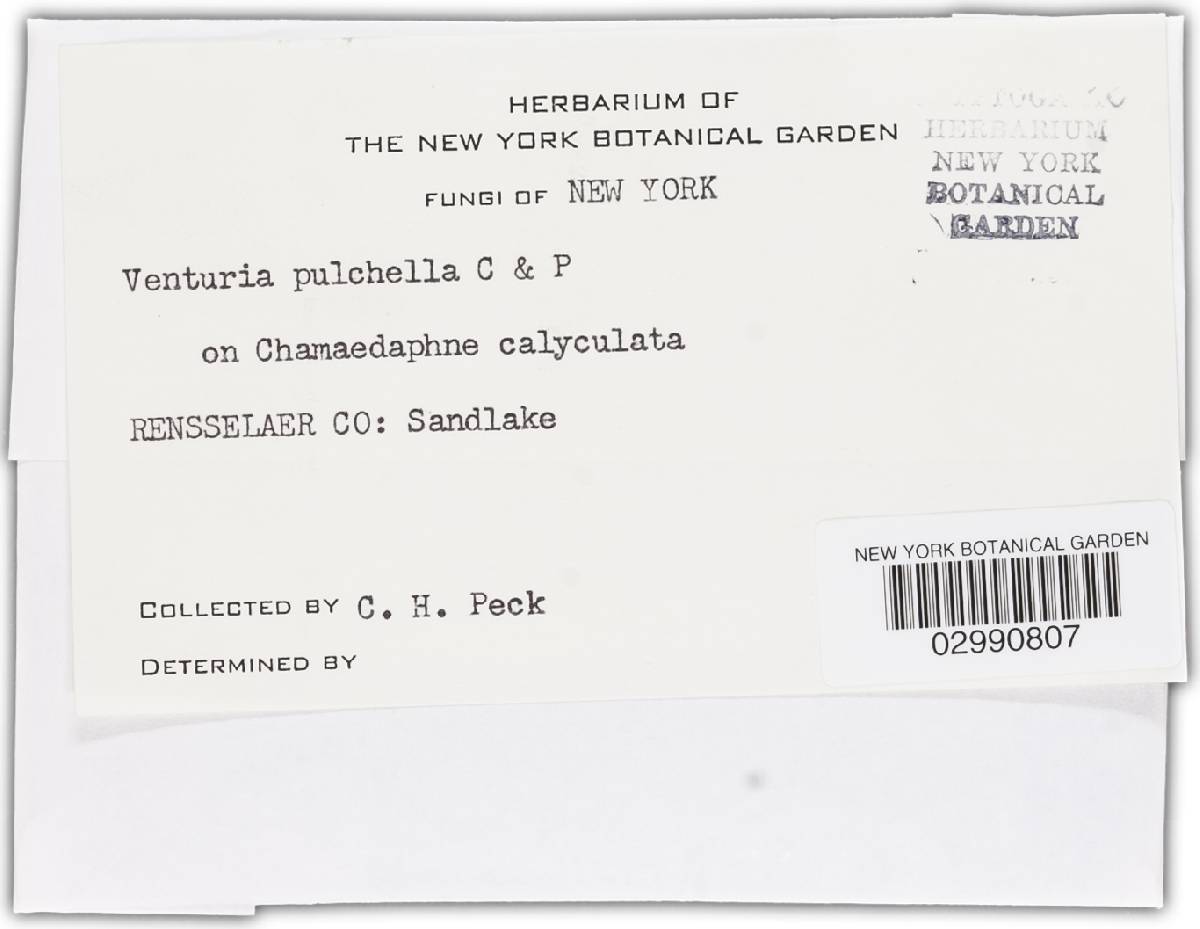 HERBARIUM OF
THE NEW YORK BOTANICAL GARDEN
FUNGI OF NEW YORK
HERBARIUM
NEW YORK
BOTANICAL
GARDEN
Venturia pulchella C & P
on Chamaedaphne calyculata
RENSSELAER CO: Sandlake
COLLECTED BY C. H. Peck
DETERMINED BY
NEW YORK BOTANICAL GARDEN
02990807